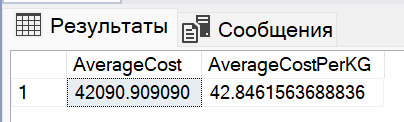 Результаты Сообщения
AverageCost AverageCostPerKG
1 42090.909090 42.8461563688836